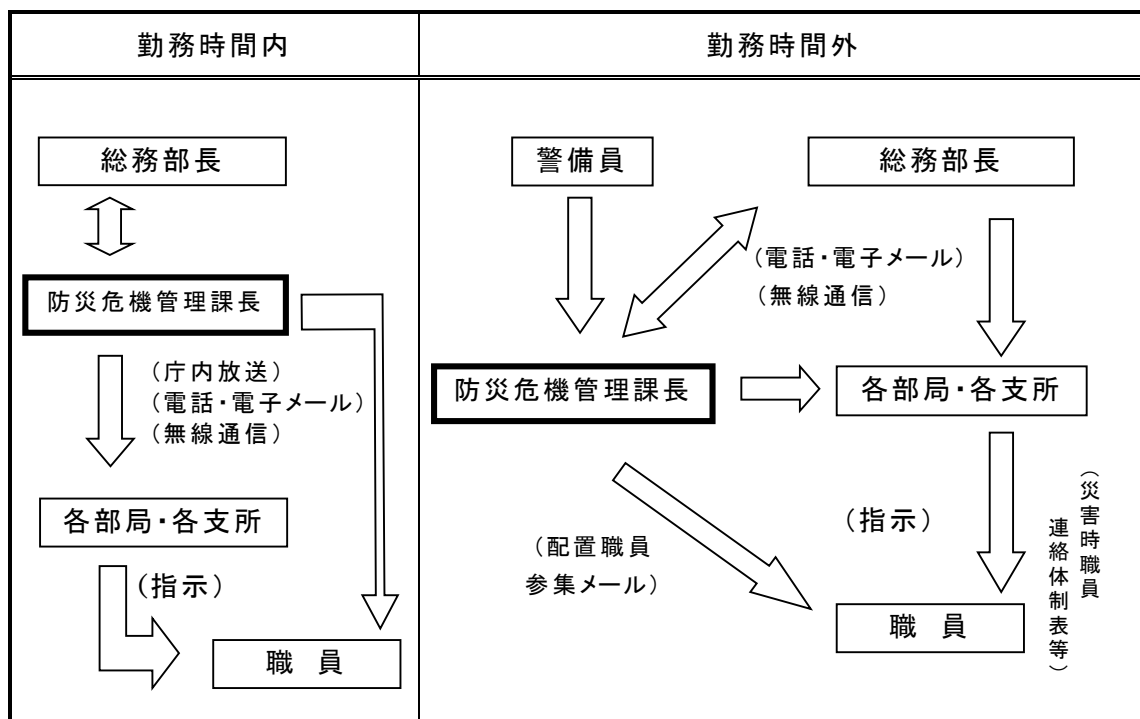 勤務時間内
勤務時間外
総務部長
防災危機管理課長
（庁内放送）
（電話・電子メール）
（無線通信）
各部局・各支所
（指示）
職　員
警備員
総務部長
（電話・電子メール）
（無線通信）
防災危機管理課長
各部局・各支所
（配置職員
参集メール）
（指示）
（災害時職員
連絡体制表等）
職　員